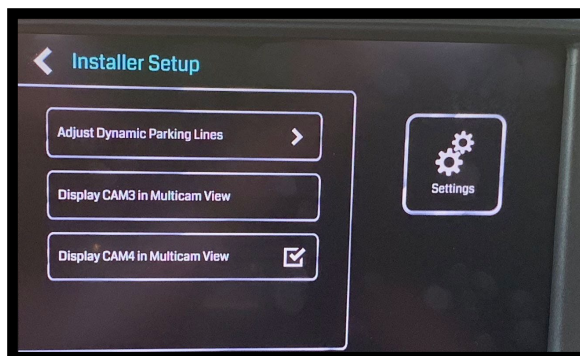 Installer Setup
Adjust Dynamic Parking Lines
Display CAM3 in Multicam View
Display CAM4 in Multicam View
Settings